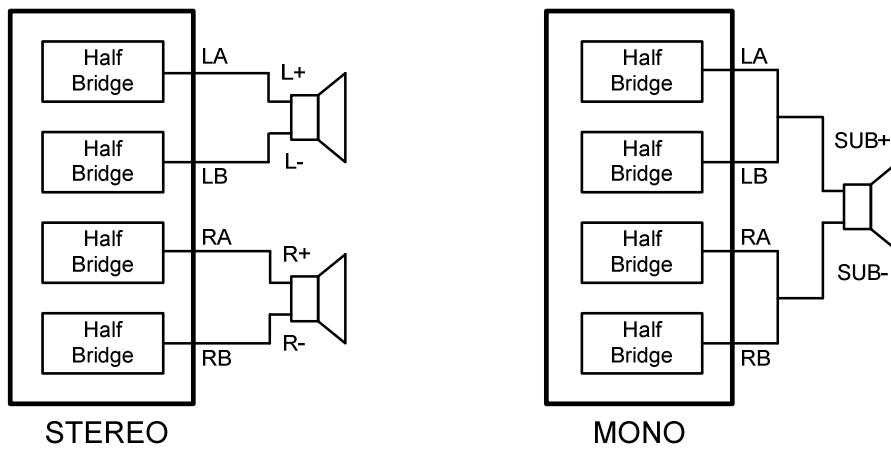 Half
Bridge
LA
L+
Half
Bridge
LB
L-
Half
Bridge
RA
R+
Half
Bridge
RB
R-
STEREO
Half
Bridge
LA
Half
Bridge
LB
SUB+
Half
Bridge
RA
SUB-
Half
Bridge
RB
MONO